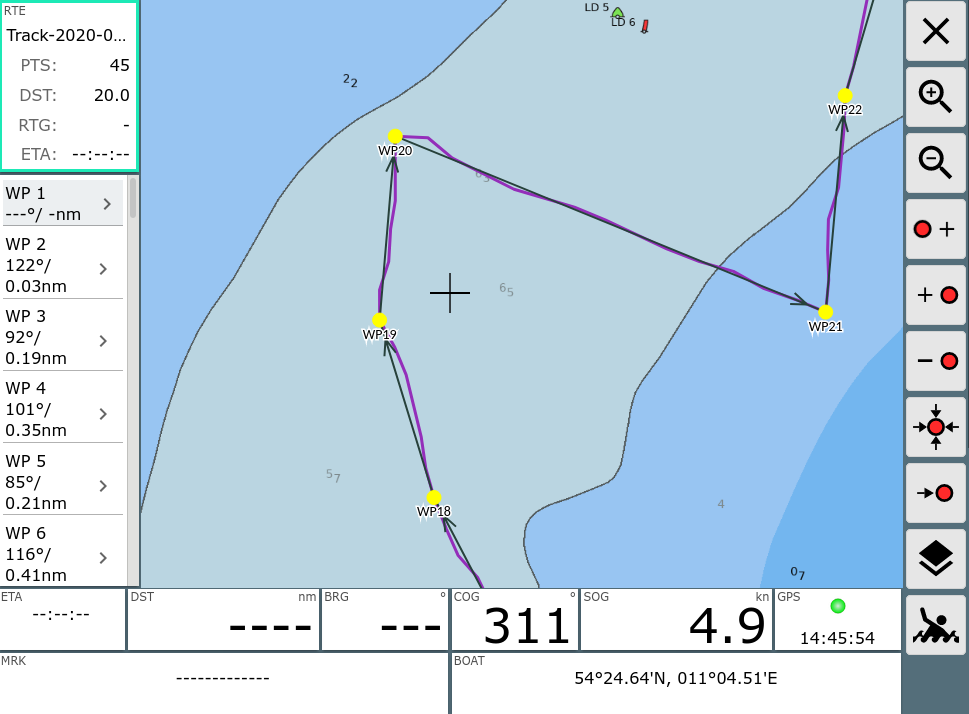 RTE
Track-2020-0...
PTS: 45
DST: 20.0
RTG: -
ETA: --:--:--
WP 1
---°/ -nm
WP 2
122°/
0.03nm
WP 3
92°/
0.19nm
WP 4
101°/
0.35nm
WP 5
85°/
0.21nm
WP 6
116°/
0.41nm
LD 5
LD 6
22
WP22
WP20
65
65
WP21
WP19
57
4
WP18
07
ETA
--:--:--
DST nm
----
BRG °
---
COG °
311
SOG kn
4.9
GPS
14:45:54
MRK
-------------
BOAT
54°24.64'N, 011°04.51'E